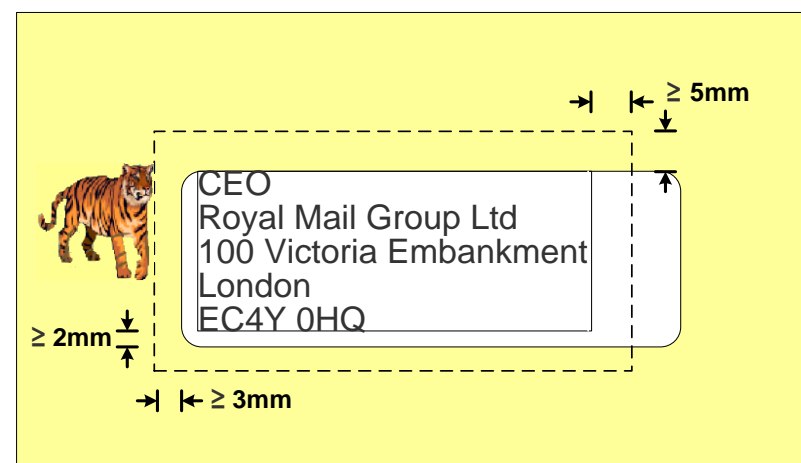 ≥ 5mm
CEO
Royal Mail Group Ltd
100 Victoria Embankment
London
EC4Y 0HQ
≥ 2mm
≥ 3mm